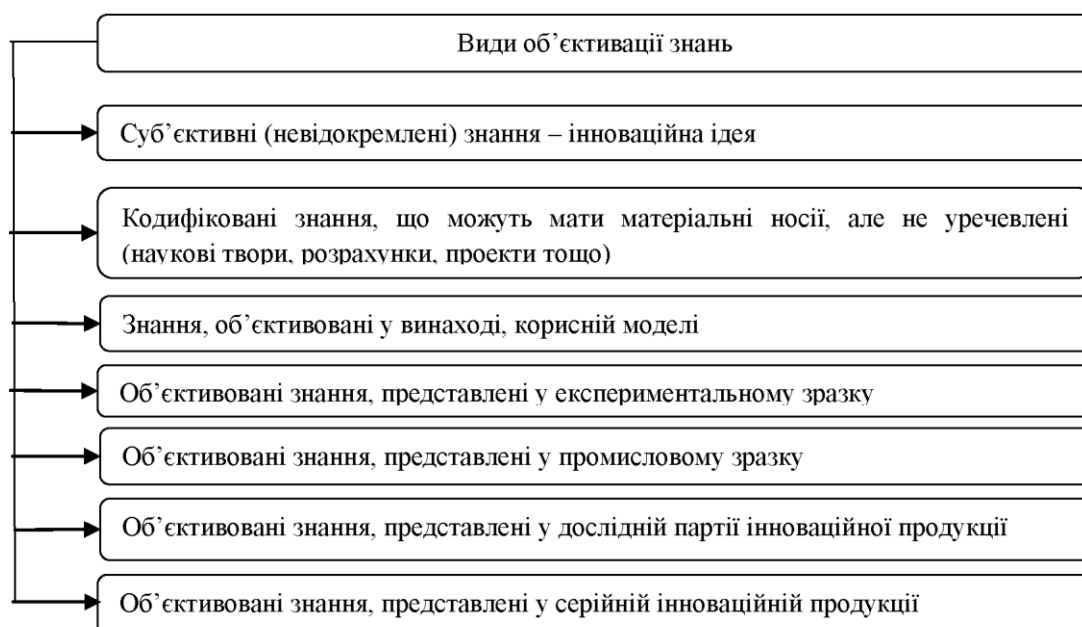 Види об’єктивації знань
Суб’єктивні (невідокремлені) знання – інноваційна ідея
Кодифіковані знання, що можуть мати матеріальні носії, але не уречевлені
(наукові твори, розрахунки, проекти тощо)
Знання, об’єктивовані у винаході, корисній моделі
Об’єктивовані знання, представлені у експериментальному зразку
Об’єктивовані знання, представлені у промисловому зразку
Об’єктивовані знання, представлені у дослідній партії інноваційної продукції
Об’єктивовані знання, представлені у серійній інноваційній продукції